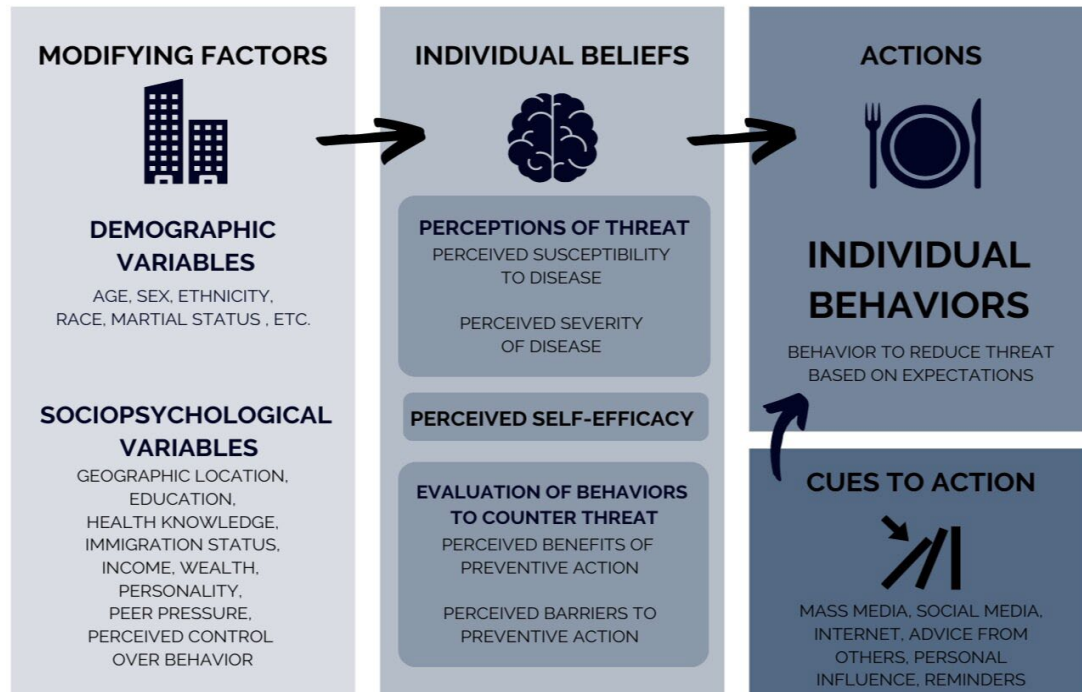 MODIFYING FACTORS
DEMOGRAPHIC
VARIABLES
AGE, SEX, ETHNICITY,
RACE, MARTIAL STATUS , ETC.
SOCIOPSYCHOLOGICAL
VARIABLES
GEOGRAPHIC LOCATION,
EDUCATION,
HEALTH KNOWLEDGE,
IMMIGRATION STATUS,
INCOME, WEALTH,
PERSONALITY,
PEER PRESSURE,
PERCEIVED CONTROL
OVER BEHAVIOR
INDIVIDUAL BELIEFS
PERCEPTIONS OF THREAT
PERCEIVED SUSCEPTIBILITY
TO DISEASE
PERCEIVED SEVERITY
OF DISEASE
PERCEIVED SELF-EFFICACY
EVALUATION OF BEHAVIORS
TO COUNTER THREAT
PERCEIVED BENEFITS OF
PREVENTIVE ACTION
PERCEIVED BARRIERS TO
PREVENTIVE ACTION
ACTIONS
INDIVIDUAL
BEHAVIORS
BEHAVIOR TO REDUCE THREAT
BASED ON EXPECTATIONS
CUES TO ACTION
MASS MEDIA, SOCIAL MEDIA,
INTERNET, ADVICE FROM
OTHERS, PERSONAL
INFLUENCE, REMINDERS